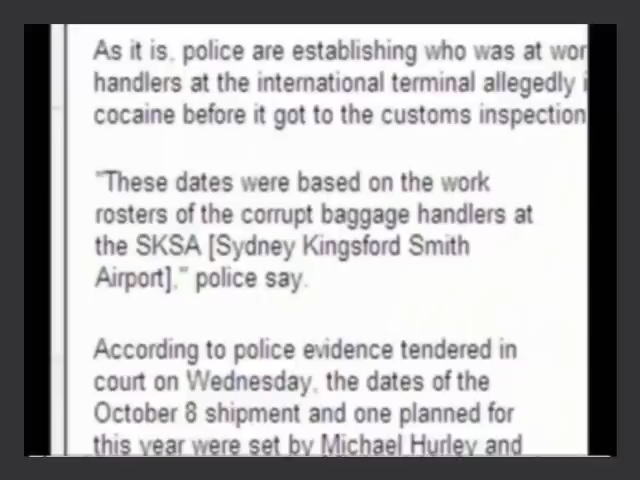 As it is, police are establishing who was at wor
handlers at the international terminal allegedly i
cocaine before it got to the customs inspection
"These dates were based on the work
rosters of the corrupt baggage handlers at
the SKSA [Sydney Kingsford Smith
Airport]," police say.
According to police evidence tendered in
court on Wednesday, the dates of the
October 8 shipment and one planned for
this year were set by Michael Hurley and